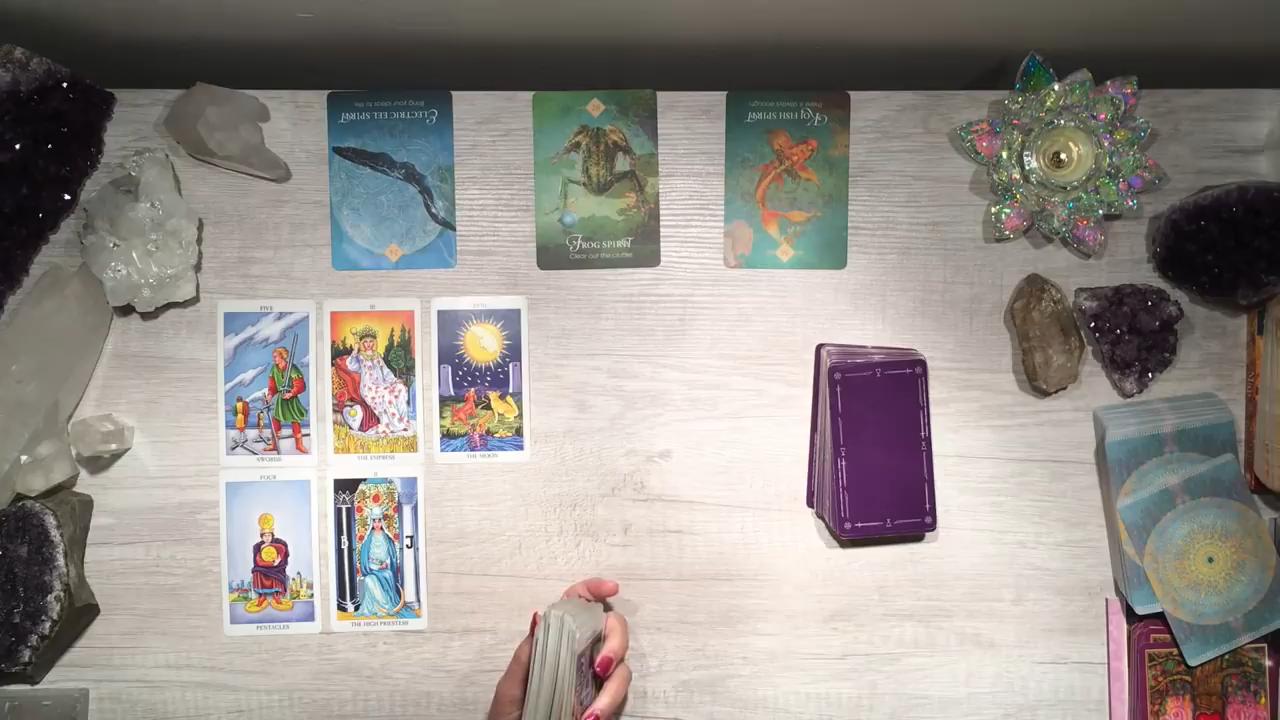 ELECTRIC EEL SPIRIT
Bring your ideas to life
FROG SPIRIT
Clear out the clutter
KOI FISH SPIRIT
There is always enough
FIVE
SWORDS
III
THE EMPRESS
THE MOON
FOUR
PENTACLES
II
B
J
THE HIGH PRIESTESS